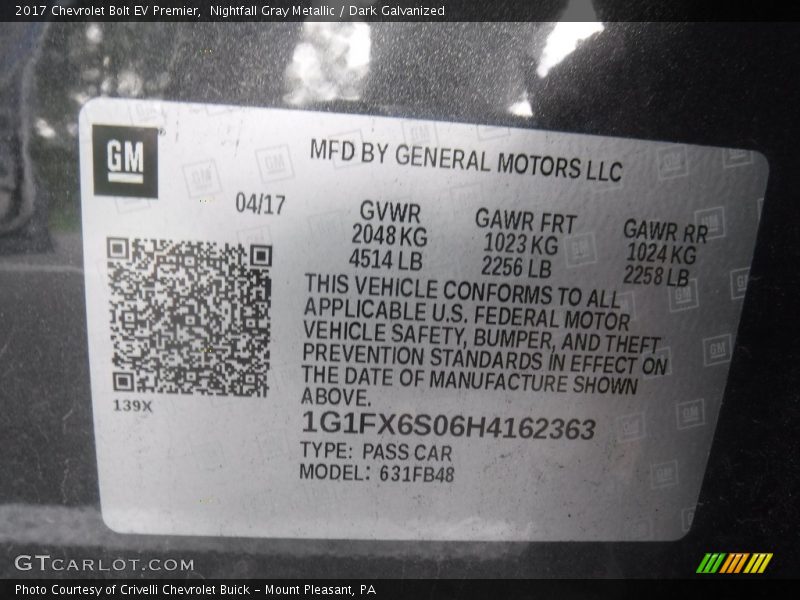 2017 Chevrolet Bolt EV Premier,  Nightfall Gray Metallic / Dark Galvanized
GM
MFD BY GENERAL MOTORS LLC
04/17
GVWR
2048 KG
4514 LB
GAWR FRT
1023 KG
2256 LB
GAWR RR
1024 KG
2258 LB
THIS VEHICLE CONFORMS TO ALL
APPLICABLE U.S. FEDERAL MOTOR
VEHICLE SAFETY, BUMPER, AND THEFT
PREVENTION STANDARDS IN EFFECT ON
THE DATE OF MANUFACTURE SHOWN
ABOVE.
139X
1G1FX6S06H4162363
TYPE: PASS CAR
MODEL: 631FB48
GTCARLOT.COM
Photo Courtesy of Crivelli Chevrolet Buick – Mount Pleasant, PA